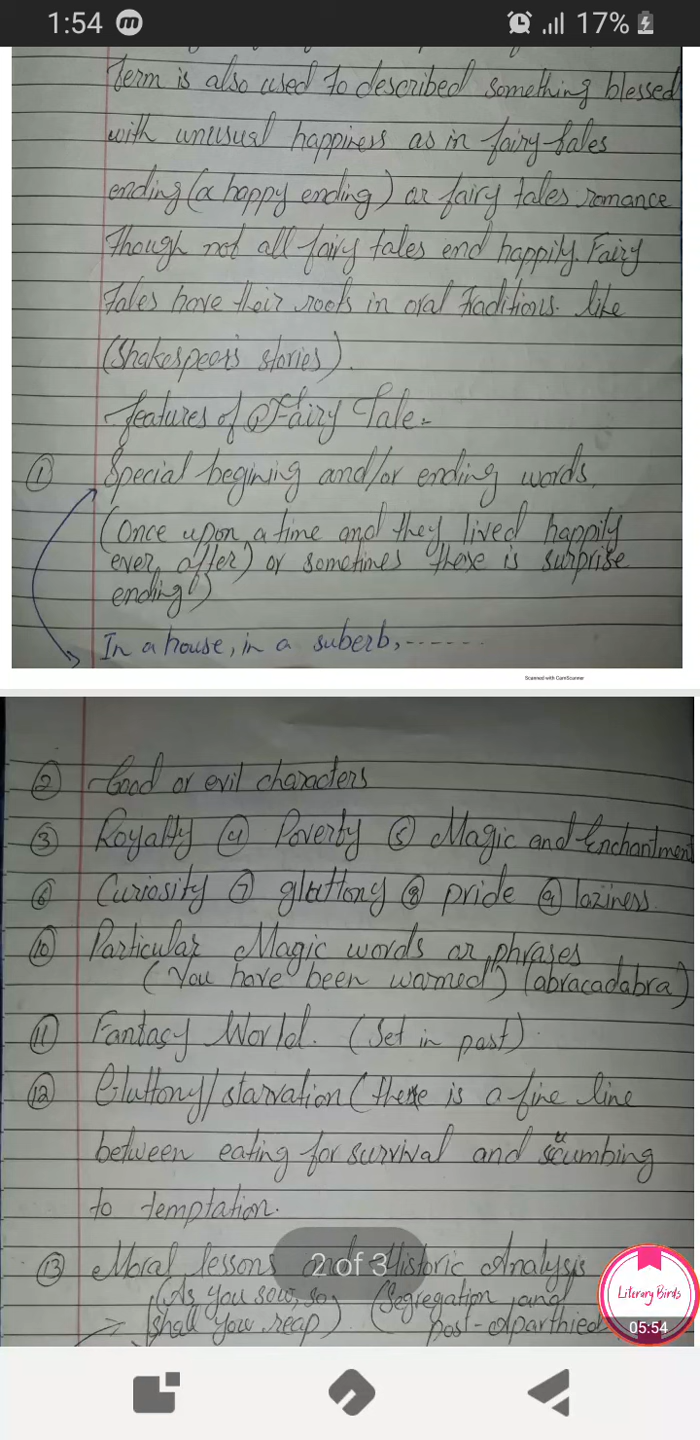 1:54 m 17%
term is also used to described something blessed
with unusual happiness as in fairy tales
ending (a happy ending) or fairy tales romance
though not all fairy tales end happily. Fairy
tales have their roots in oral traditions. like
(Shakespear's stories).
Features of Fairy Tale.
① Special begining and/or ending words.
(Once upon a time and they lived happily
ever after) or sometimes there is surprise
ending)
In a house, in a suberb,------
Scanned with CamScanner
② Good or evil characters
③ Royalty ④ Poverty ⑤ Magic and Enchantment
⑥ Curiosity ⑦ gluttony ⑧ pride ⑨ laziness.
⑩ Particular Magic words or phrases
(You have been warned") (abracadabra)
⑪ Fantasy World. (Set in past).
⑫ Gluttony/starvation (there is a fine line
between eating for survival and scumbing
to temptation.
⑬ Moral lessons and Historic Analysis
2 of 3
(As you sow, so (Segregation and
shall you reap) post-Aparthied
Literary Birds
05:54